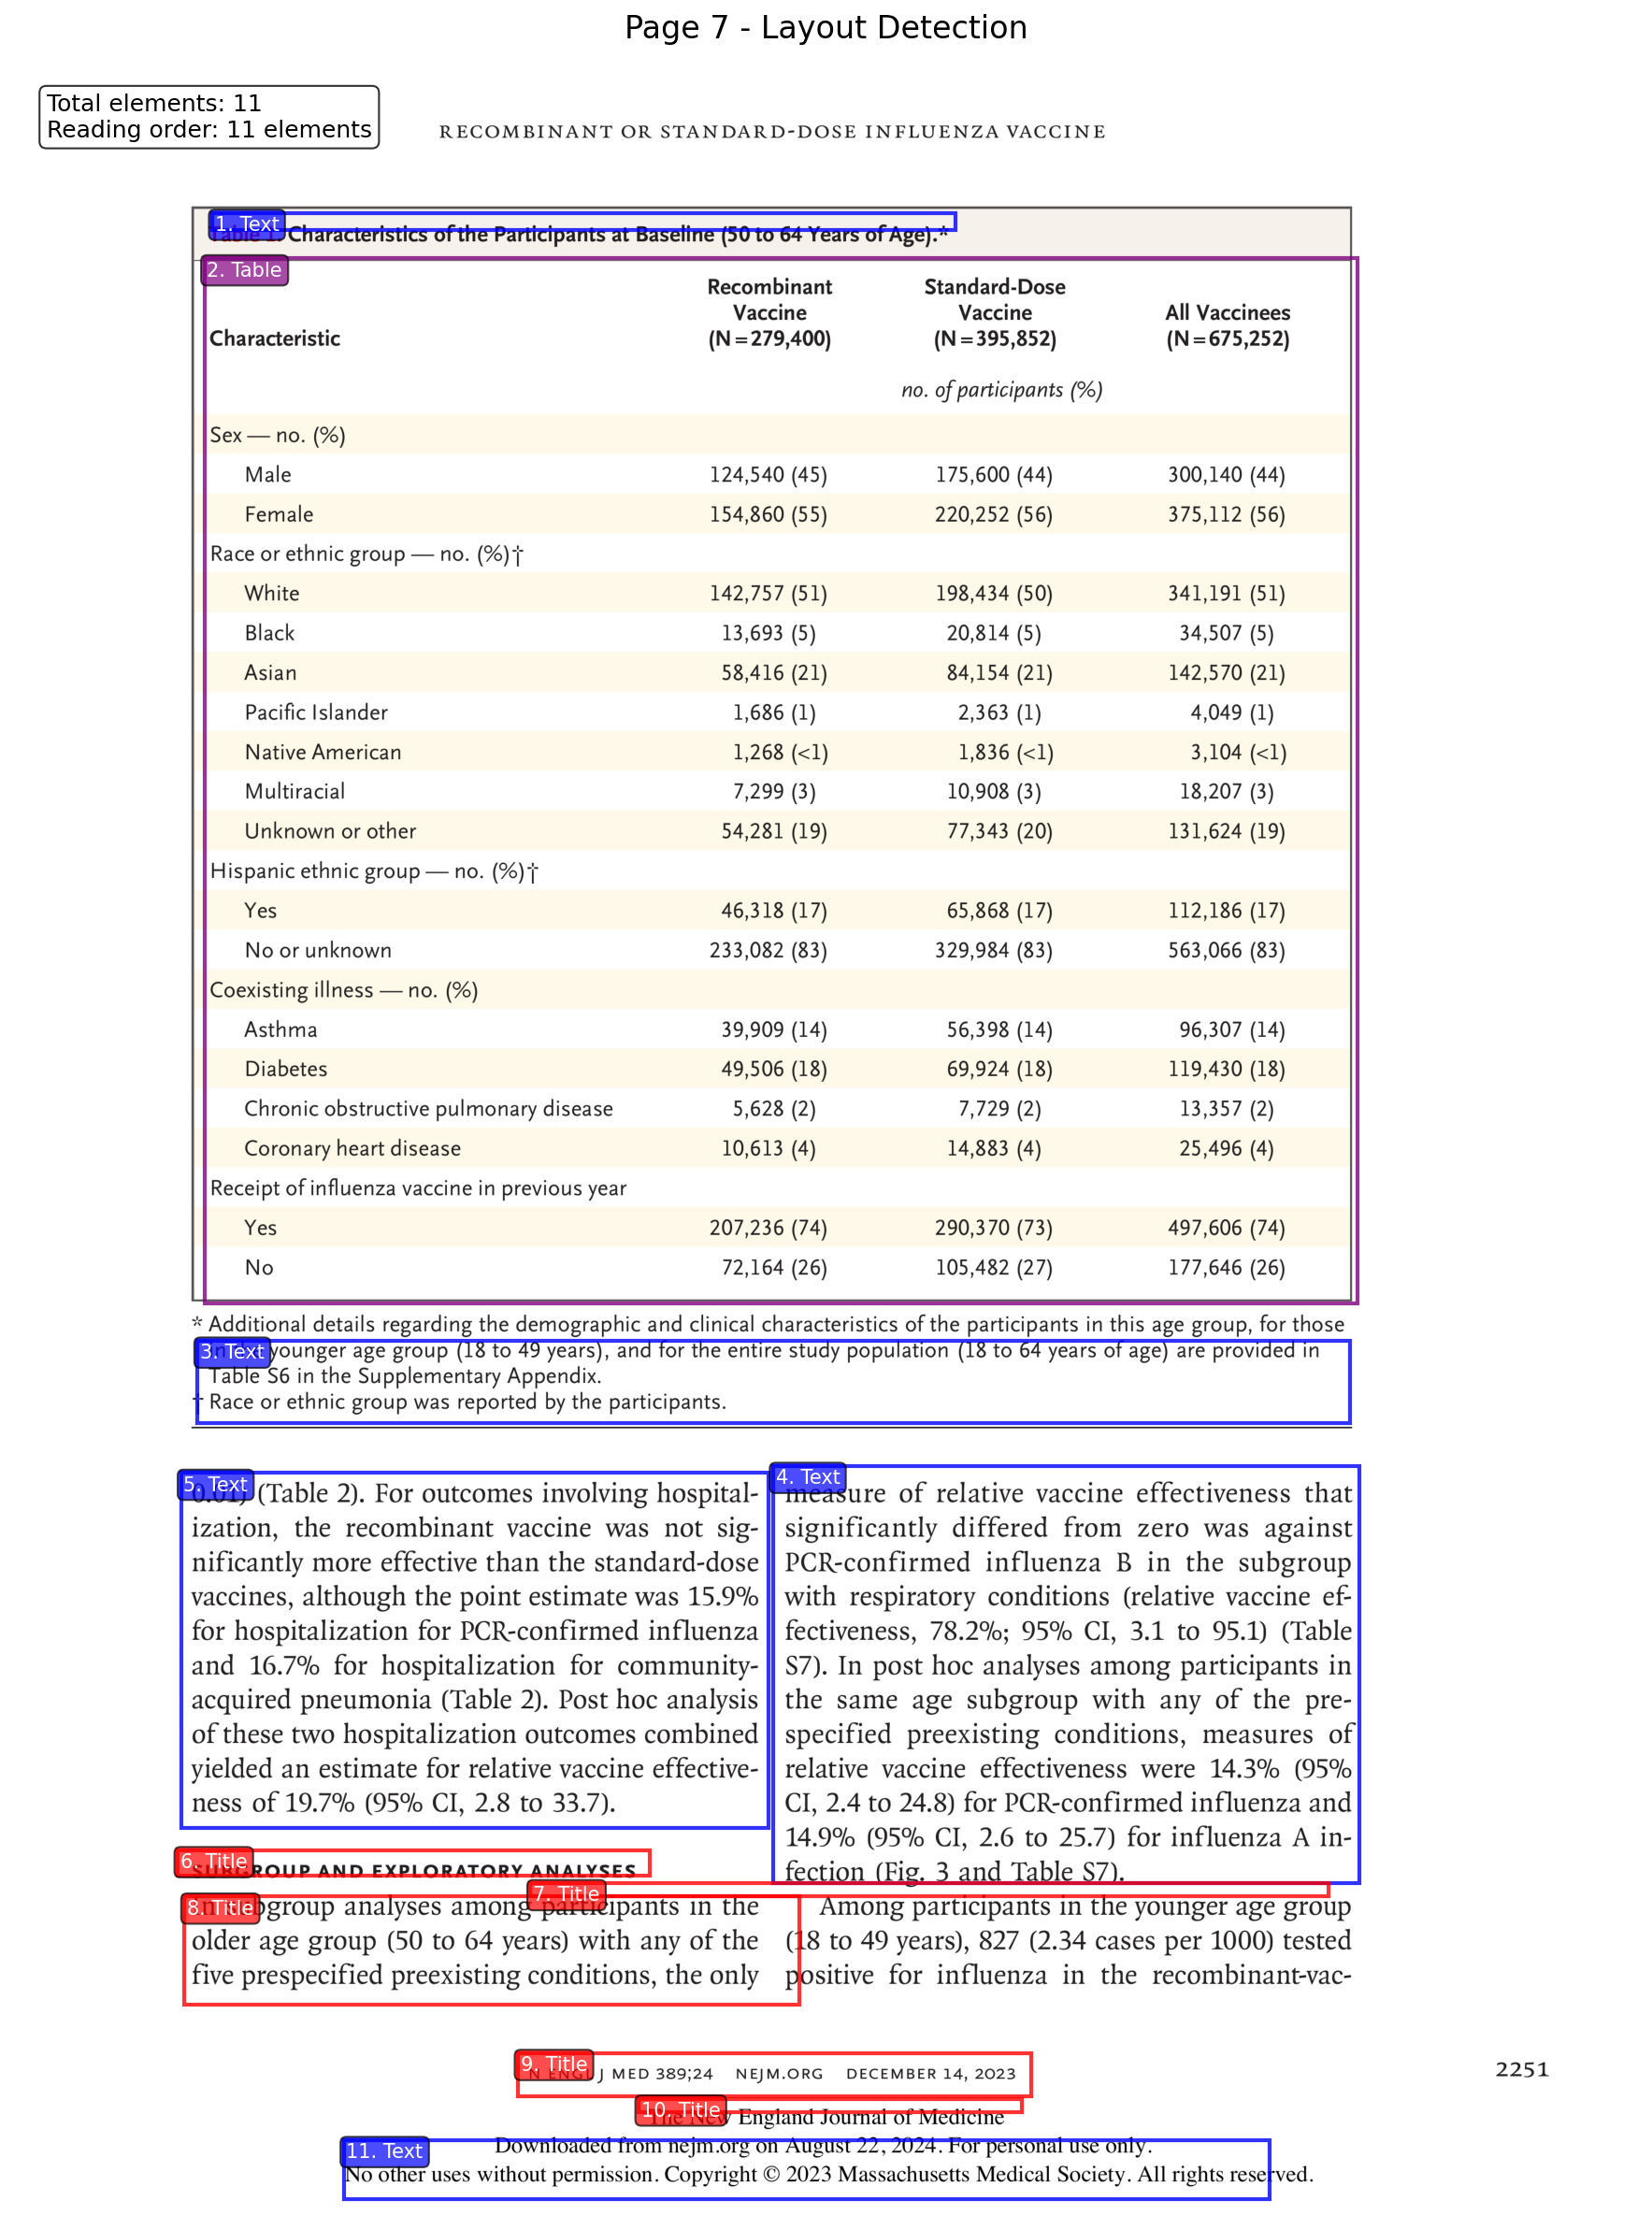 Page 7 - Layout Detection
Total elements: 11
Reading order: 11 elements
RECOMBINANT OR STANDARD-DOSE INFLUENZA VACCINE
1. Text
Table 1. Characteristics of the Participants at Baseline (50 to 64 Years of Age).*
2. Table
Characteristic Recombinant Vaccine (N=279,400) Standard-Dose Vaccine (N=395,852) All Vaccinees (N=675,252)
no. of participants (%)
Sex — no. (%)
Male 124,540 (45) 175,600 (44) 300,140 (44)
Female 154,860 (55) 220,252 (56) 375,112 (56)
Race or ethnic group — no. (%)†
White 142,757 (51) 198,434 (50) 341,191 (51)
Black 13,693 (5) 20,814 (5) 34,507 (5)
Asian 58,416 (21) 84,154 (21) 142,570 (21)
Pacific Islander 1,686 (1) 2,363 (1) 4,049 (1)
Native American 1,268 (<1) 1,836 (<1) 3,104 (<1)
Multiracial 7,299 (3) 10,908 (3) 18,207 (3)
Unknown or other 54,281 (19) 77,343 (20) 131,624 (19)
Hispanic ethnic group — no. (%)†
Yes 46,318 (17) 65,868 (17) 112,186 (17)
No or unknown 233,082 (83) 329,984 (83) 563,066 (83)
Coexisting illness — no. (%)
Asthma 39,909 (14) 56,398 (14) 96,307 (14)
Diabetes 49,506 (18) 69,924 (18) 119,430 (18)
Chronic obstructive pulmonary disease 5,628 (2) 7,729 (2) 13,357 (2)
Coronary heart disease 10,613 (4) 14,883 (4) 25,496 (4)
Receipt of influenza vaccine in previous year
Yes 207,236 (74) 290,370 (73) 497,606 (74)
No 72,164 (26) 105,482 (27) 177,646 (26)
* Additional details regarding the demographic and clinical characteristics of the participants in this age group, for those
3. Text
in the younger age group (18 to 49 years), and for the entire study population (18 to 64 years of age) are provided in
Table S6 in the Supplementary Appendix.
† Race or ethnic group was reported by the participants.
5. Text
0.01) (Table 2). For outcomes involving hospital-
ization, the recombinant vaccine was not sig-
nificantly more effective than the standard-dose
vaccines, although the point estimate was 15.9%
for hospitalization for PCR-confirmed influenza
and 16.7% for hospitalization for community-
acquired pneumonia (Table 2). Post hoc analysis
of these two hospitalization outcomes combined
yielded an estimate for relative vaccine effective-
ness of 19.7% (95% CI, 2.8 to 33.7).
6. Title
SUBGROUP AND EXPLORATORY ANALYSES
7. Title
8. Title
In subgroup analyses among participants in the
older age group (50 to 64 years) with any of the
five prespecified preexisting conditions, the only
4. Text
measure of relative vaccine effectiveness that
significantly differed from zero was against
PCR-confirmed influenza B in the subgroup
with respiratory conditions (relative vaccine ef-
fectiveness, 78.2%; 95% CI, 3.1 to 95.1) (Table
S7). In post hoc analyses among participants in
the same age subgroup with any of the pre-
specified preexisting conditions, measures of
relative vaccine effectiveness were 14.3% (95%
CI, 2.4 to 24.8) for PCR-confirmed influenza and
14.9% (95% CI, 2.6 to 25.7) for influenza A in-
fection (Fig. 3 and Table S7).
Among participants in the younger age group
(18 to 49 years), 827 (2.34 cases per 1000) tested
positive for influenza in the recombinant-vac-
9. Title
N ENGL J MED 389;24 NEJM.ORG DECEMBER 14, 2023
2251
10. Title
The New England Journal of Medicine
Downloaded from nejm.org on August 22, 2024. For personal use only.
11. Text
No other uses without permission. Copyright © 2023 Massachusetts Medical Society. All rights reserved.